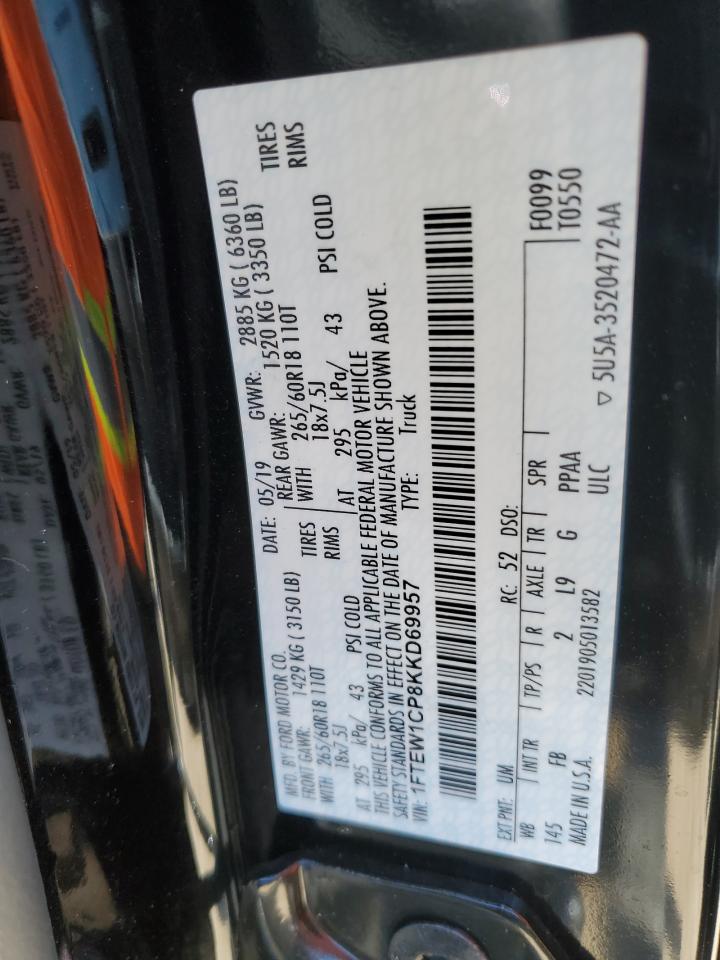 MFD. BY FORD MOTOR CO.
DATE: 05/19 GVWR: 2885 KG ( 6360 LB)
FRONT GAWR: 1429 KG ( 3150 LB) REAR GAWR: 1520 KG ( 3350 LB)
WITH 265/60R18 110T TIRES WITH 265/60R18 110T TIRES
18x7.5J RIMS 18x7.5J RIMS
AT 295 kPa/ 43 PSI COLD AT 295 kPa/ 43 PSI COLD
THIS VEHICLE CONFORMS TO ALL APPLICABLE FEDERAL MOTOR VEHICLE
SAFETY STANDARDS IN EFFECT ON THE DATE OF MANUFACTURE SHOWN ABOVE.
VIN: 1FTEW1CP8KKD69957 TYPE: Truck
EXT PNT: UM RC: 52 DSO:
WB INT TR TP/PS R AXLE TR SPR F0099
145 FB 2 L9 G PPAA T0550
MADE IN U.S.A. 2201905013582 ULC ▽ 5U5A-3520472-AA